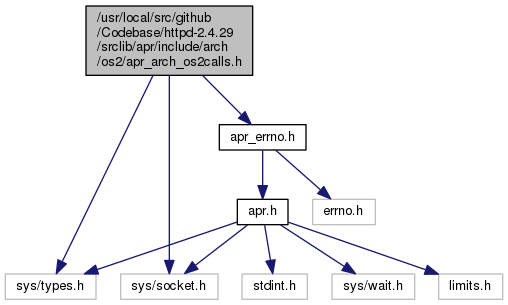 /usr/local/src/github
/Codebase/httpd-2.4.29
/srclib/apr/include/arch
/os2/apr_arch_os2calls.h
apr_errno.h
apr.h
errno.h
sys/types.h
sys/socket.h
stdint.h
sys/wait.h
limits.h